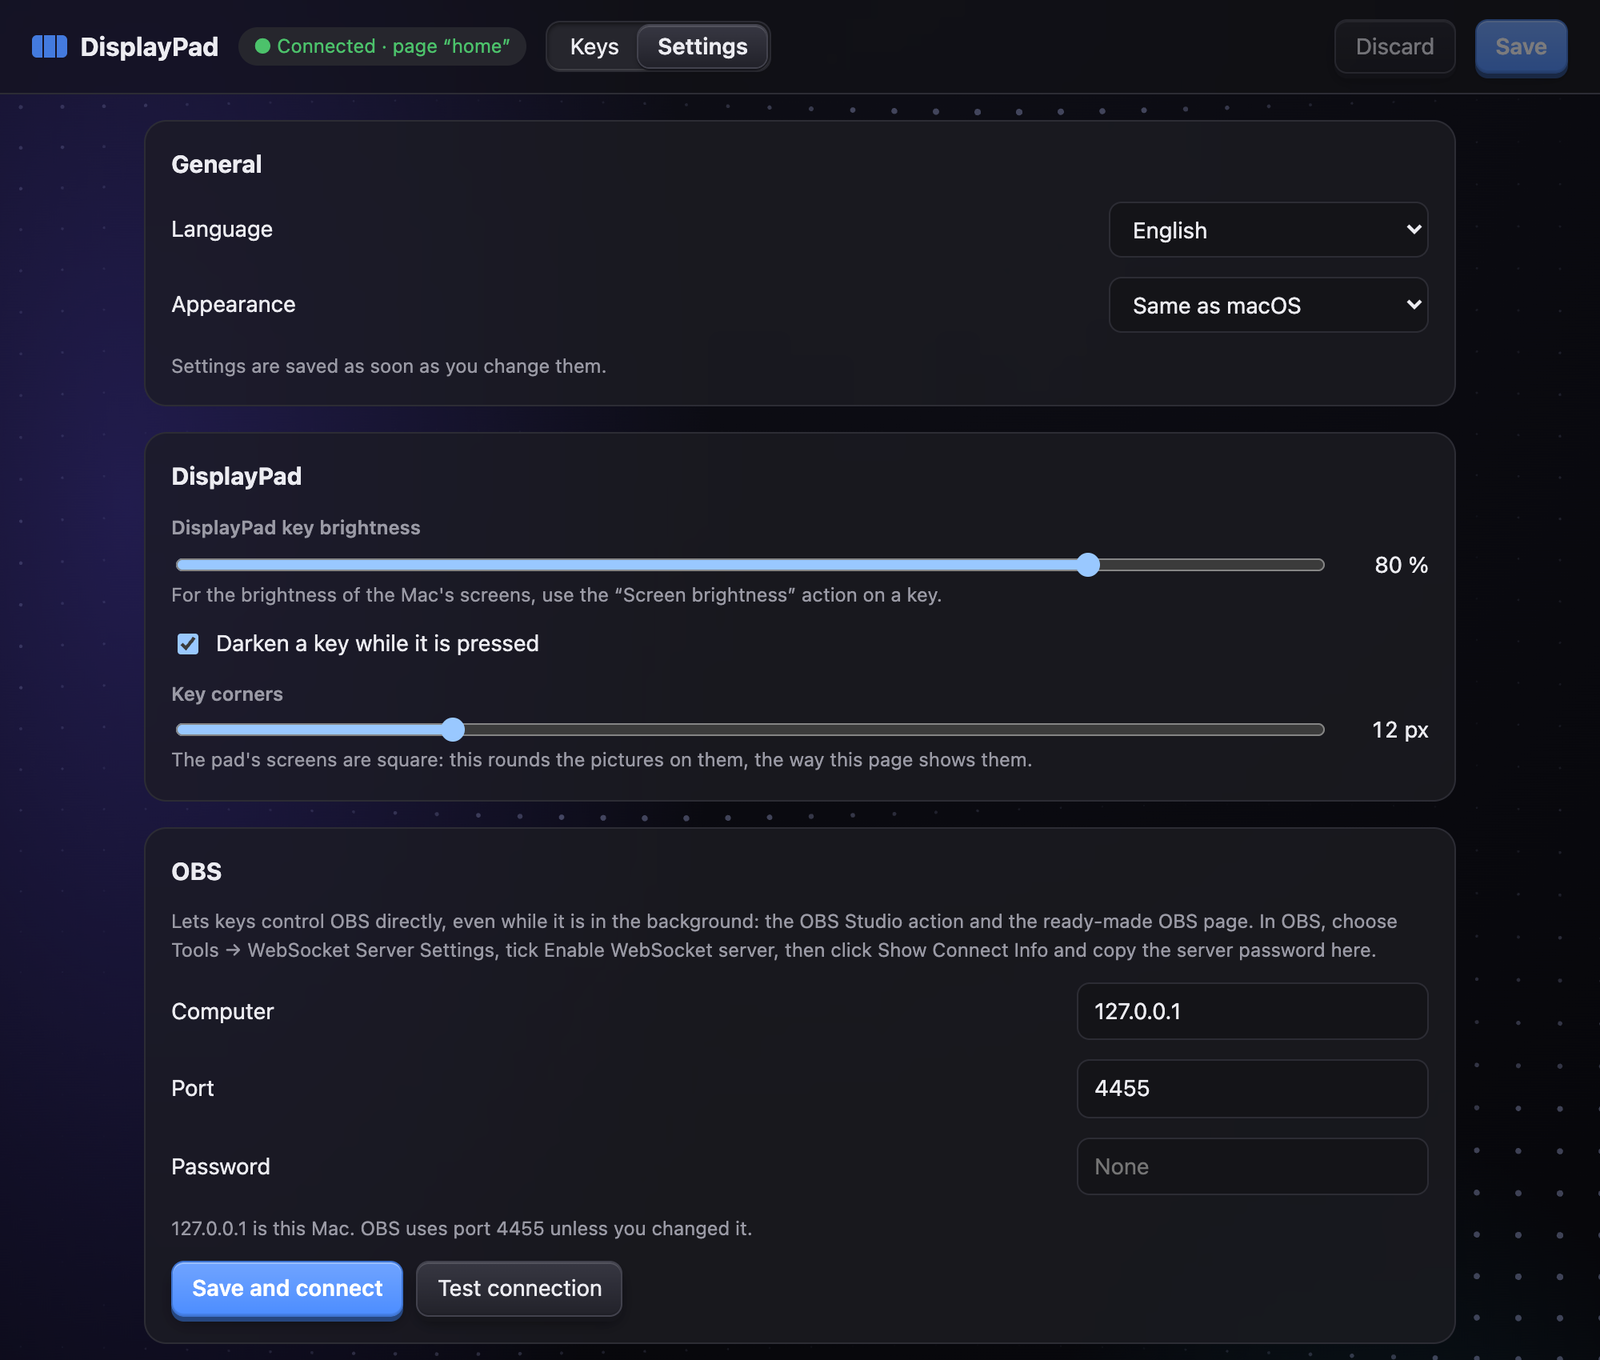 DisplayPad
Connected · page “home”
Keys
Settings
Discard
Save
General
Language
English
Appearance
Same as macOS
Settings are saved as soon as you change them.
DisplayPad
DisplayPad key brightness
80 %
For the brightness of the Mac's screens, use the “Screen brightness” action on a key.
Darken a key while it is pressed
Key corners
12 px
The pad's screens are square: this rounds the pictures on them, the way this page shows them.
OBS
Lets keys control OBS directly, even while it is in the background: the OBS Studio action and the ready-made OBS page. In OBS, choose
Tools → WebSocket Server Settings, tick Enable WebSocket server, then click Show Connect Info and copy the server password here.
Computer
127.0.0.1
Port
4455
Password
None
127.0.0.1 is this Mac. OBS uses port 4455 unless you changed it.
Save and connect
Test connection